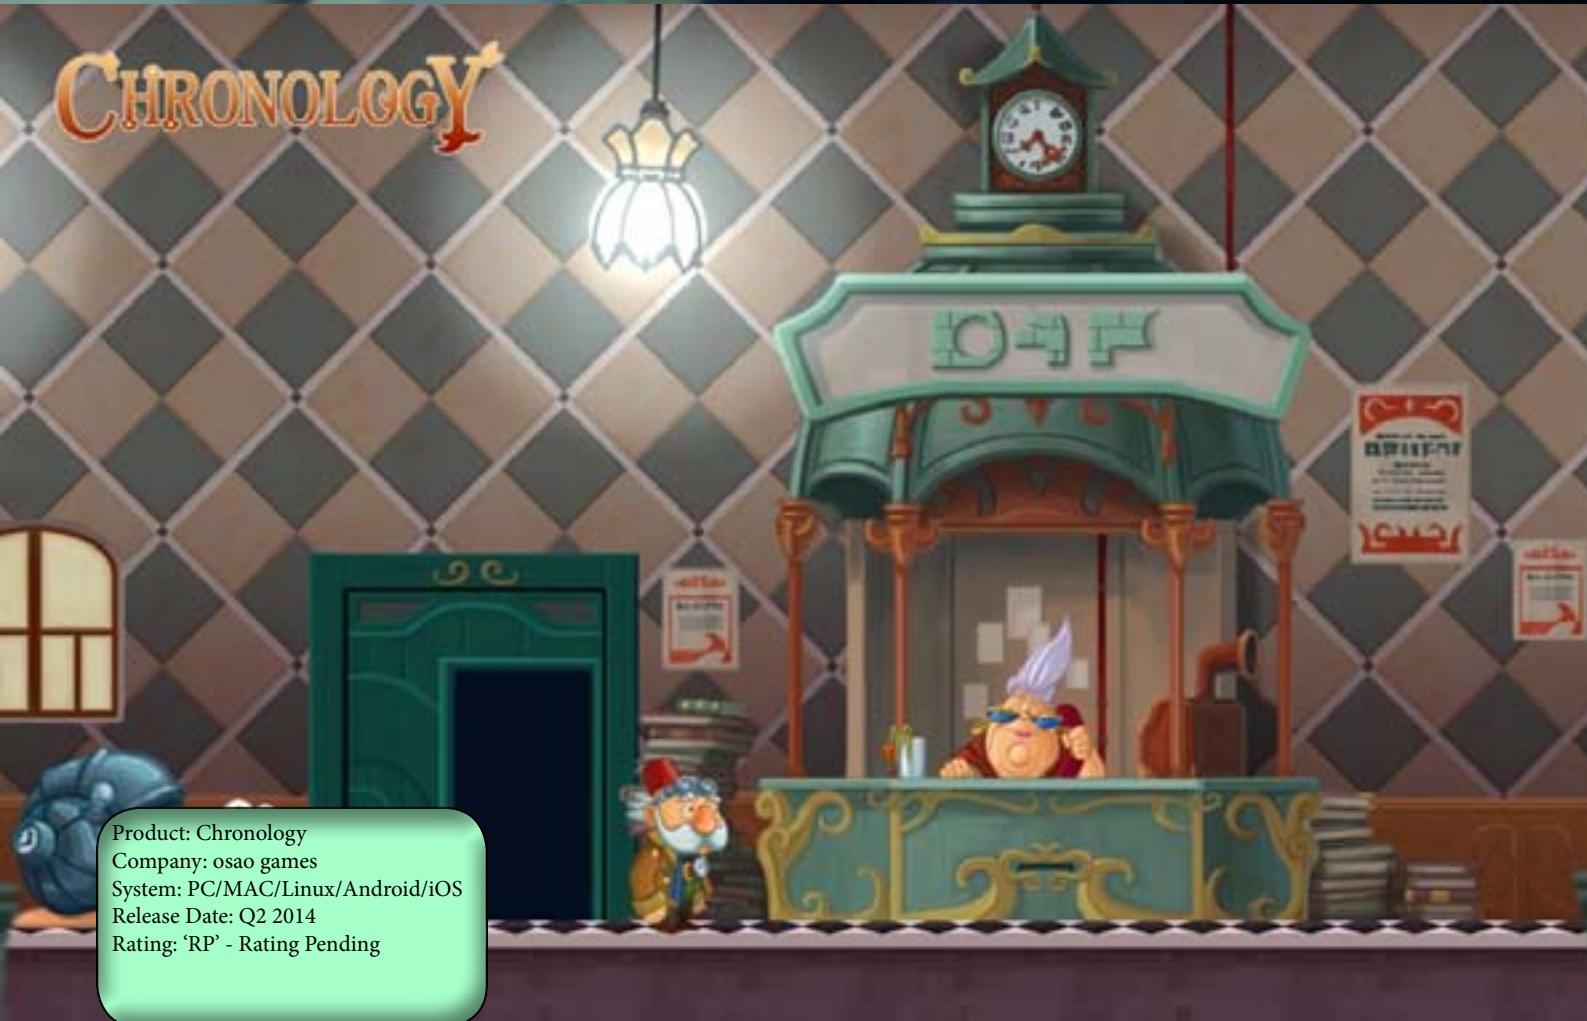 CHRONOLOGY
Product: Chronology
Company: osao games
System: PC/MAC/Linux/Android/iOS
Release Date: Q2 2014
Rating: ‘RP’ - Rating Pending